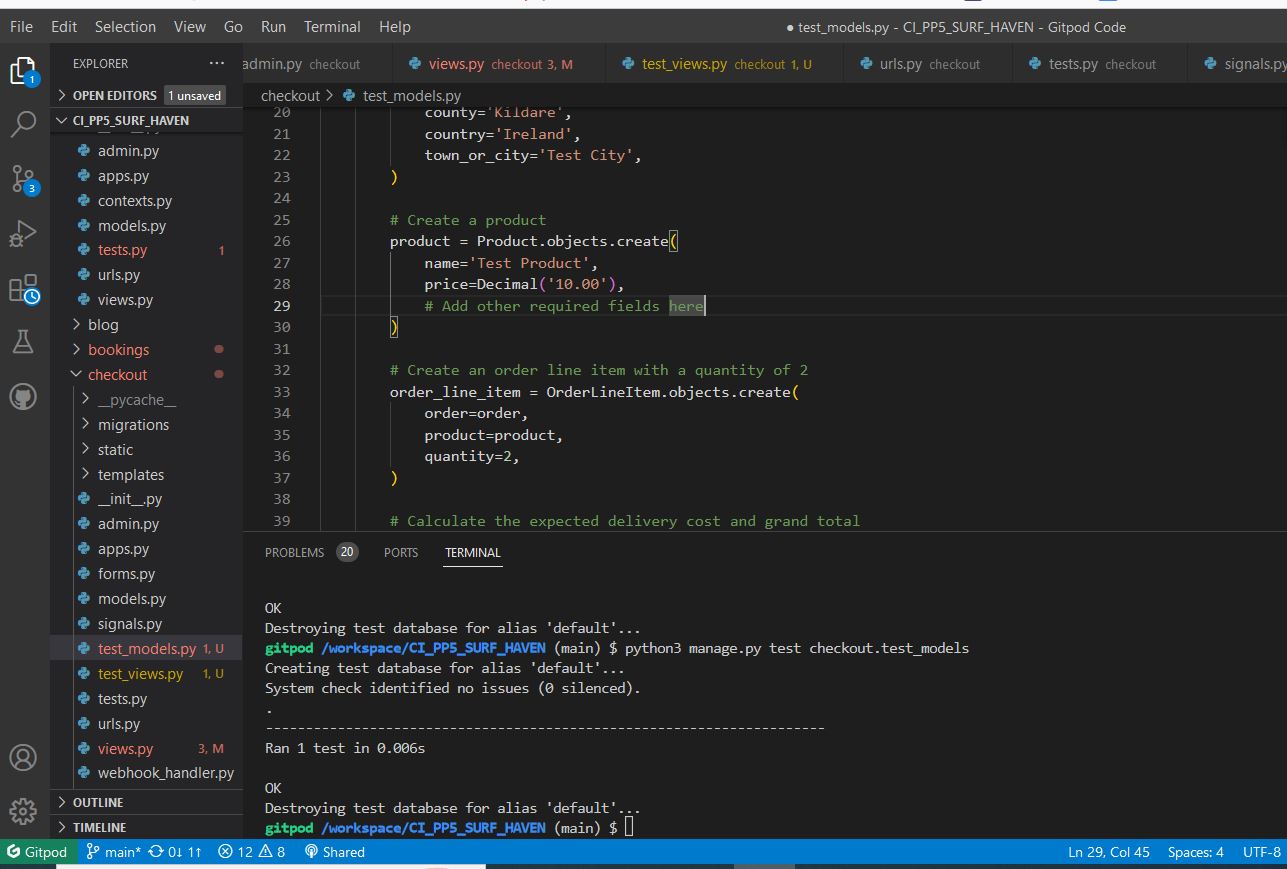 File Edit Selection View Go Run Terminal Help
● test_models.py - CI_PP5_SURF_HAVEN - Gitpod Code
EXPLORER ...
admin.py checkout
views.py checkout 3, M
test_views.py checkout 1, U
urls.py checkout
tests.py checkout
signals.py
OPEN EDITORS 1 unsaved
CI_PP5_SURF_HAVEN
admin.py
apps.py
contexts.py
models.py
tests.py 1
urls.py
views.py
blog
bookings
checkout
__pycache__
migrations
static
templates
__init__.py
admin.py
apps.py
forms.py
models.py
signals.py
test_models.py 1, U
test_views.py 1, U
tests.py
urls.py
views.py 3, M
webhook_handler.py
OUTLINE
TIMELINE
1
3
checkout > test_models.py
20 county='Kildare',
21 country='Ireland',
22 town_or_city='Test City',
23 )
24
25 # Create a product
26 product = Product.objects.create(
27 name='Test Product',
28 price=Decimal('10.00'),
29 # Add other required fields here
30 )
31
32 # Create an order line item with a quantity of 2
33 order_line_item = OrderLineItem.objects.create(
34 order=order,
35 product=product,
36 quantity=2,
37 )
38
39 # Calculate the expected delivery cost and grand total
PROBLEMS 20 PORTS TERMINAL
OK
Destroying test database for alias 'default'...
gitpod /workspace/CI_PP5_SURF_HAVEN (main) $ python3 manage.py test checkout.test_models
Creating test database for alias 'default'...
System check identified no issues (0 silenced).
.
----------------------------------------------------------------------
Ran 1 test in 0.006s
OK
Destroying test database for alias 'default'...
gitpod /workspace/CI_PP5_SURF_HAVEN (main) $
Gitpod main* 0↓ 1↑ 12 8 Shared
Ln 29, Col 45 Spaces: 4 UTF-8